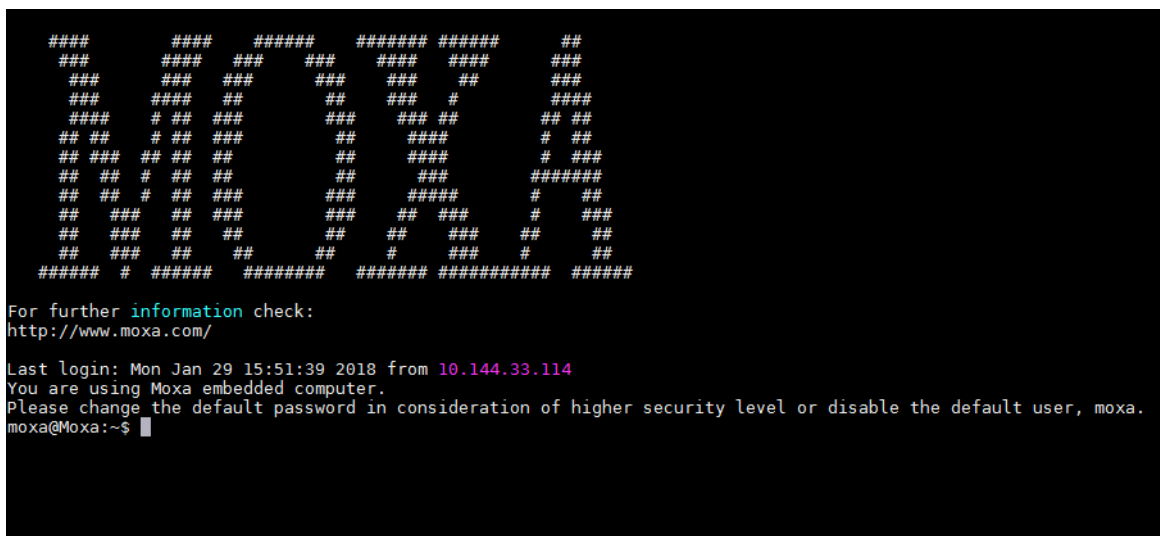 MOXA
For further information check:
http://www.moxa.com/
Last login: Mon Jan 29 15:51:39 2018 from 10.144.33.114
You are using Moxa embedded computer.
Please change the default password in consideration of higher security level or disable the default user, moxa.
moxa@Moxa:~$